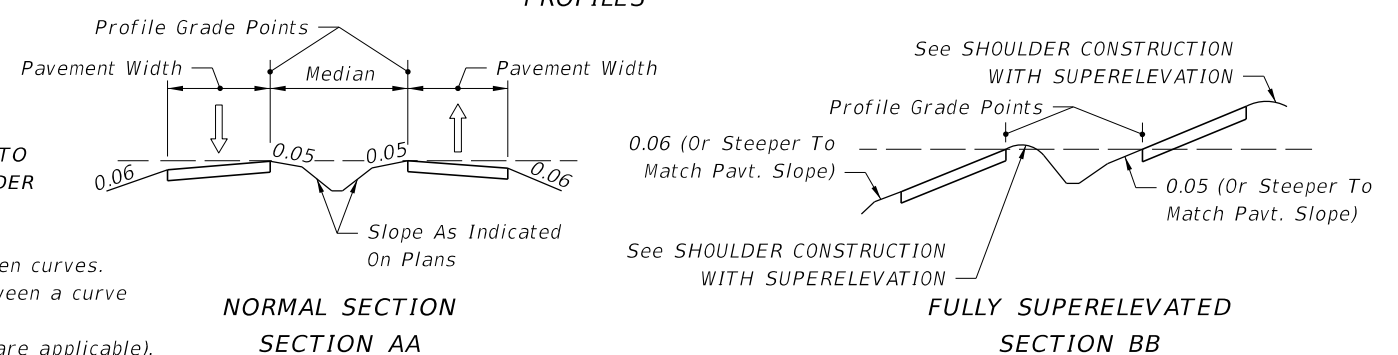 PROFILES
Profile Grade Points
Pavement Width
Median
Pavement Width
TO
0.05
0.05
0.06
0.06
Slope As Indicated
On Plans
en curves.
ween a curve
are applicable).
NORMAL SECTION
SECTION AA
See SHOULDER CONSTRUCTION
WITH SUPERELEVATION
Profile Grade Points
0.06 (Or Steeper To
Match Pavt. Slope)
0.05 (Or Steeper To
Match Pavt. Slope)
See SHOULDER CONSTRUCTION
WITH SUPERELEVATION
FULLY SUPERELEVATED
SECTION BB